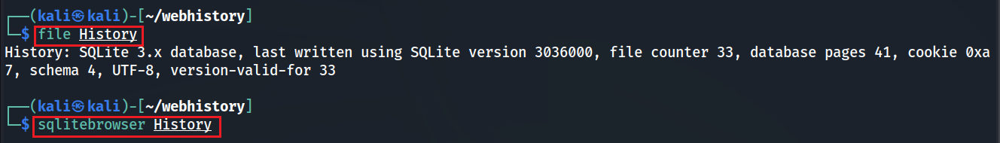 ┌──(kali㉿kali)-[~/webhistory]
└─$ file History
History: SQLite 3.x database, last written using SQLite version 3036000, file counter 33, database pages 41, cookie 0xa
7, schema 4, UTF-8, version-valid-for 33
┌──(kali㉿kali)-[~/webhistory]
└─$ sqlitebrowser History